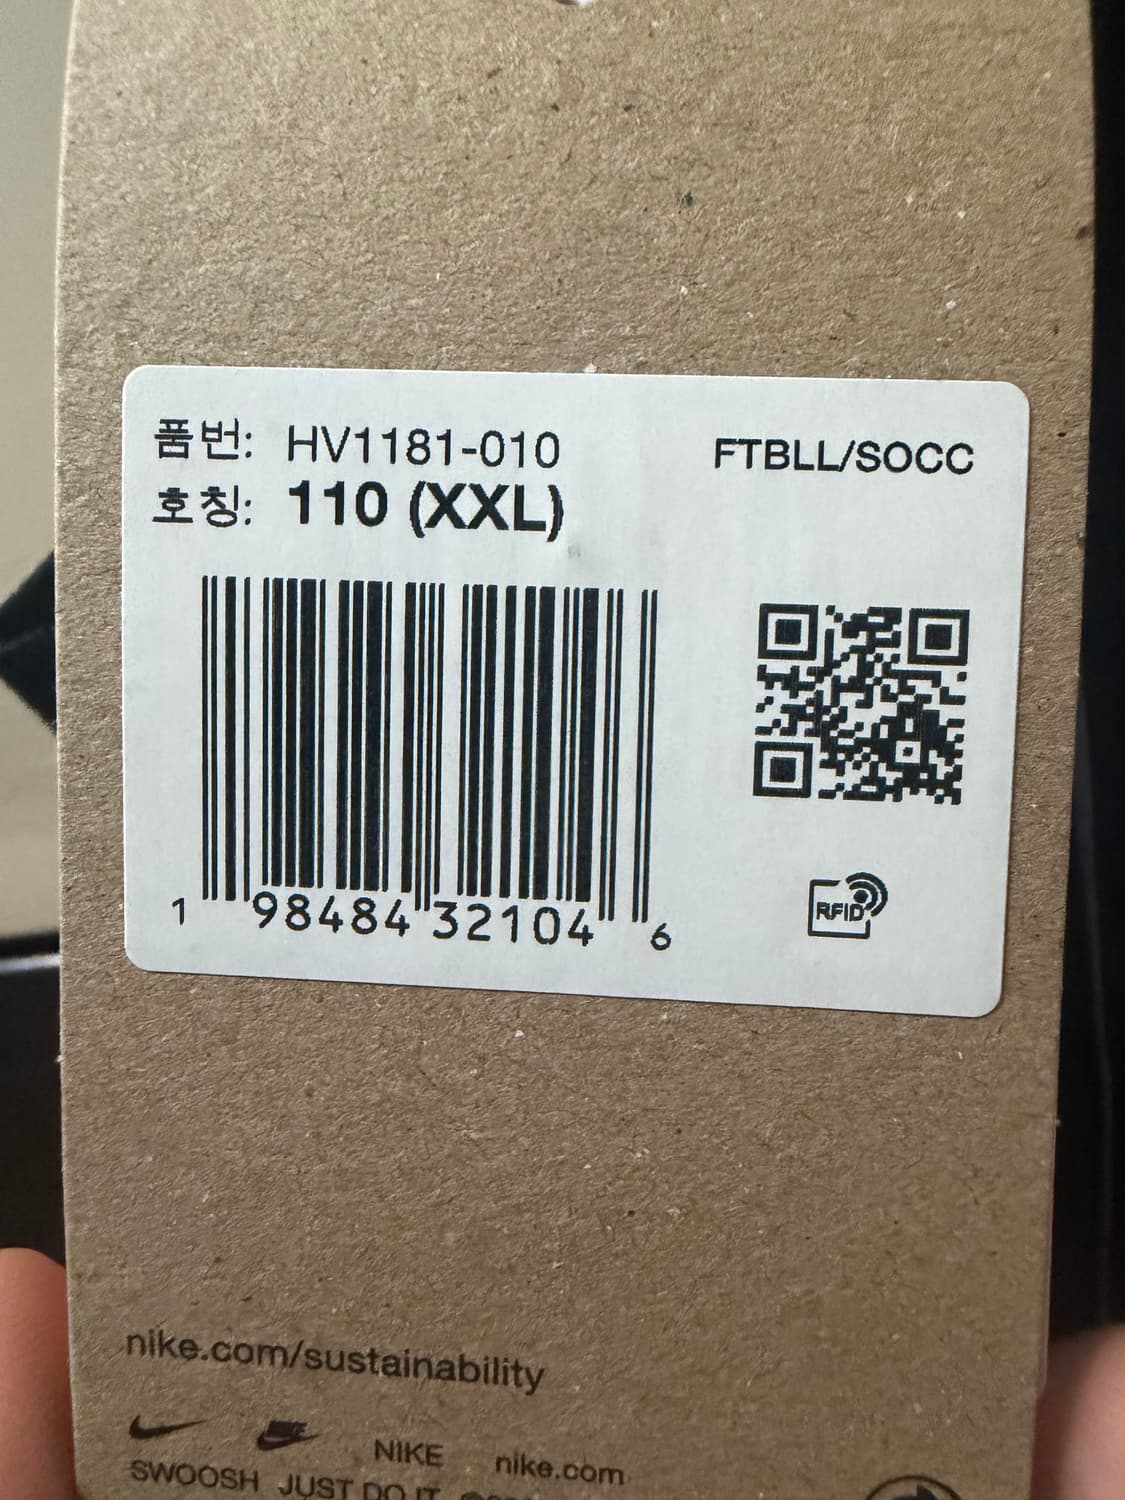 품번: HV1181-010 FTBLL/SOCC
호칭: 110 (XXL)
1 98484 32104 6
RFID
nike.com/sustainability
NIKE nike.com
SWOOSH JUST DO IT